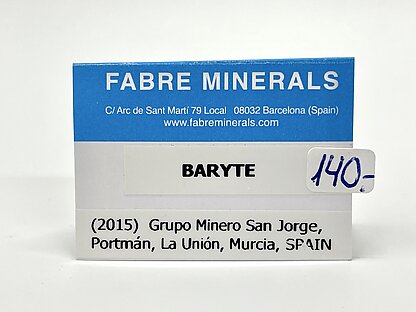 FABRE MINERALS
C/ Arc de Sant Martí 79 Local 08032 Barcelona (Spain)
www.fabreminerals.com
BARYTE
140,-
(2015) Grupo Minero San Jorge,
Portmán, La Unión, Murcia, SPAIN